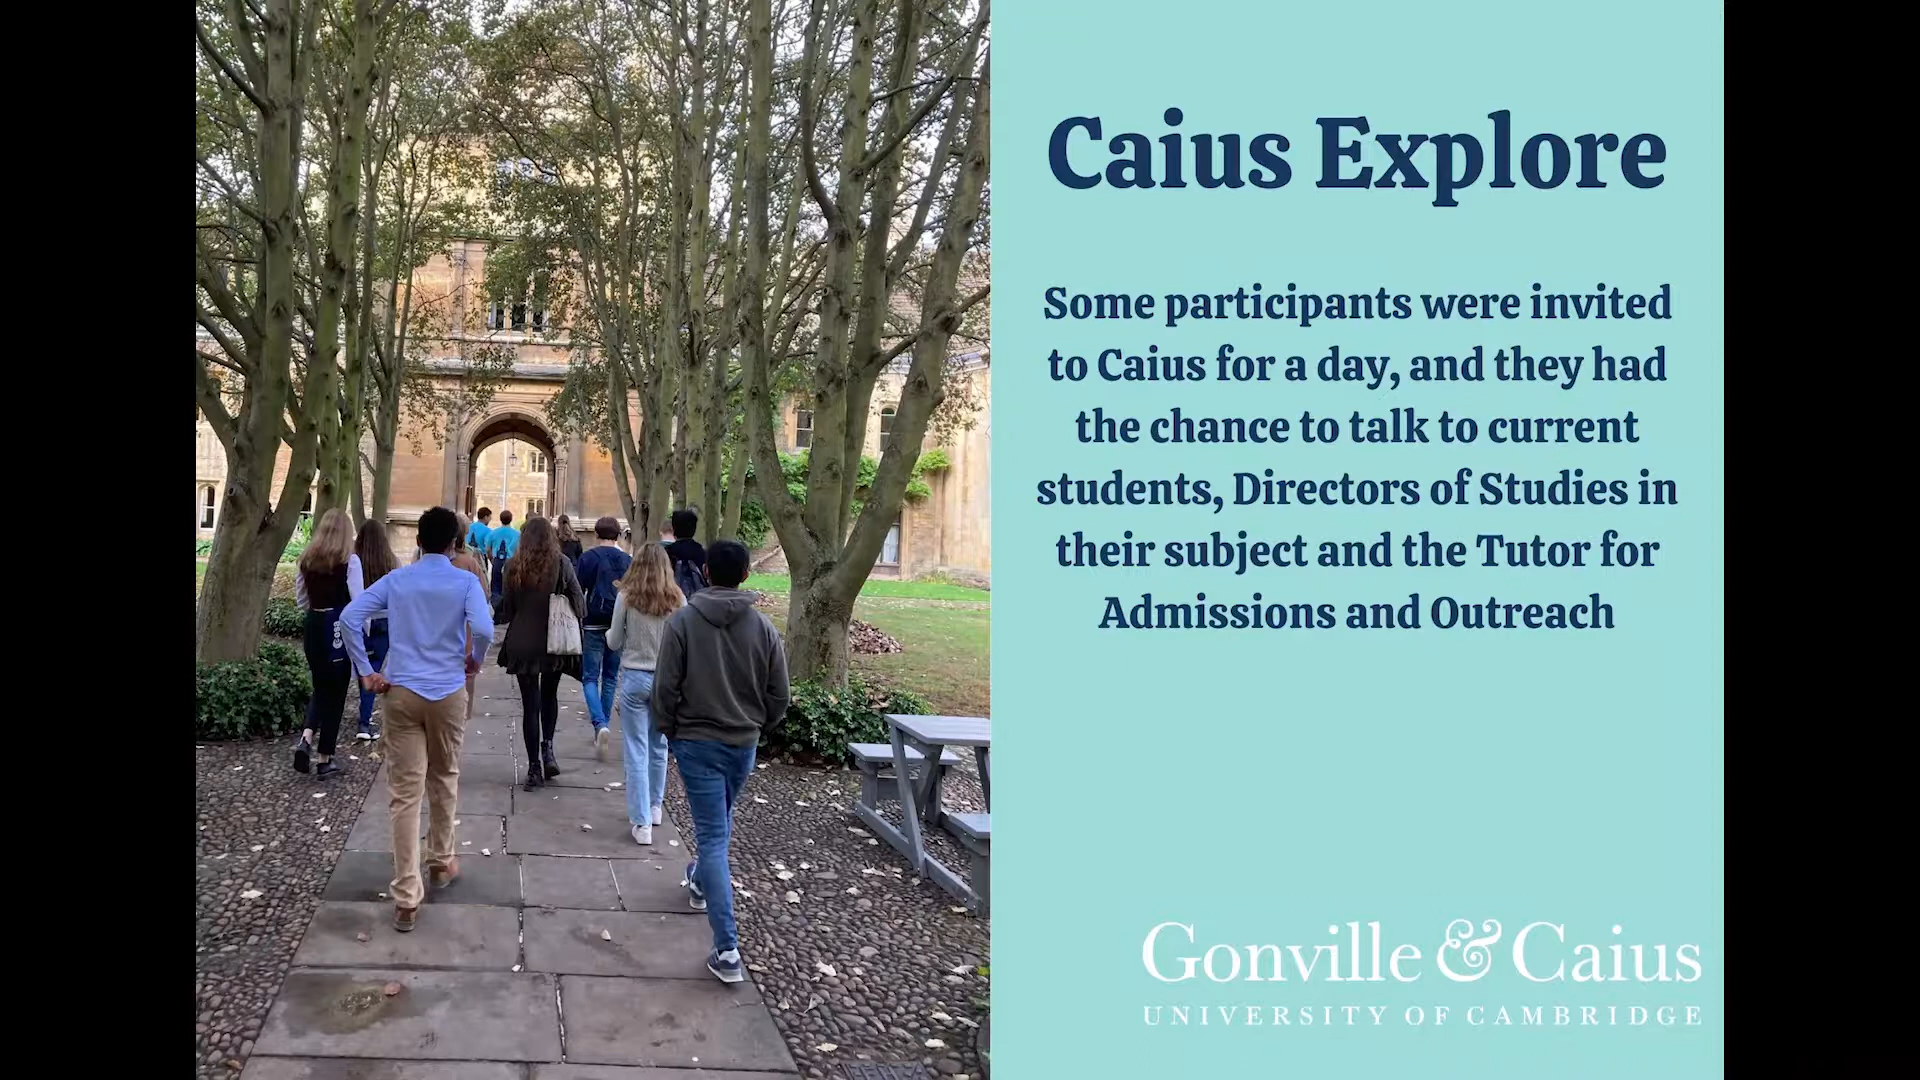 Caius Explore
Some participants were invited
to Caius for a day, and they had
the chance to talk to current
students, Directors of Studies in
their subject and the Tutor for
Admissions and Outreach
Gonville & Caius
UNIVERSITY OF CAMBRIDGE